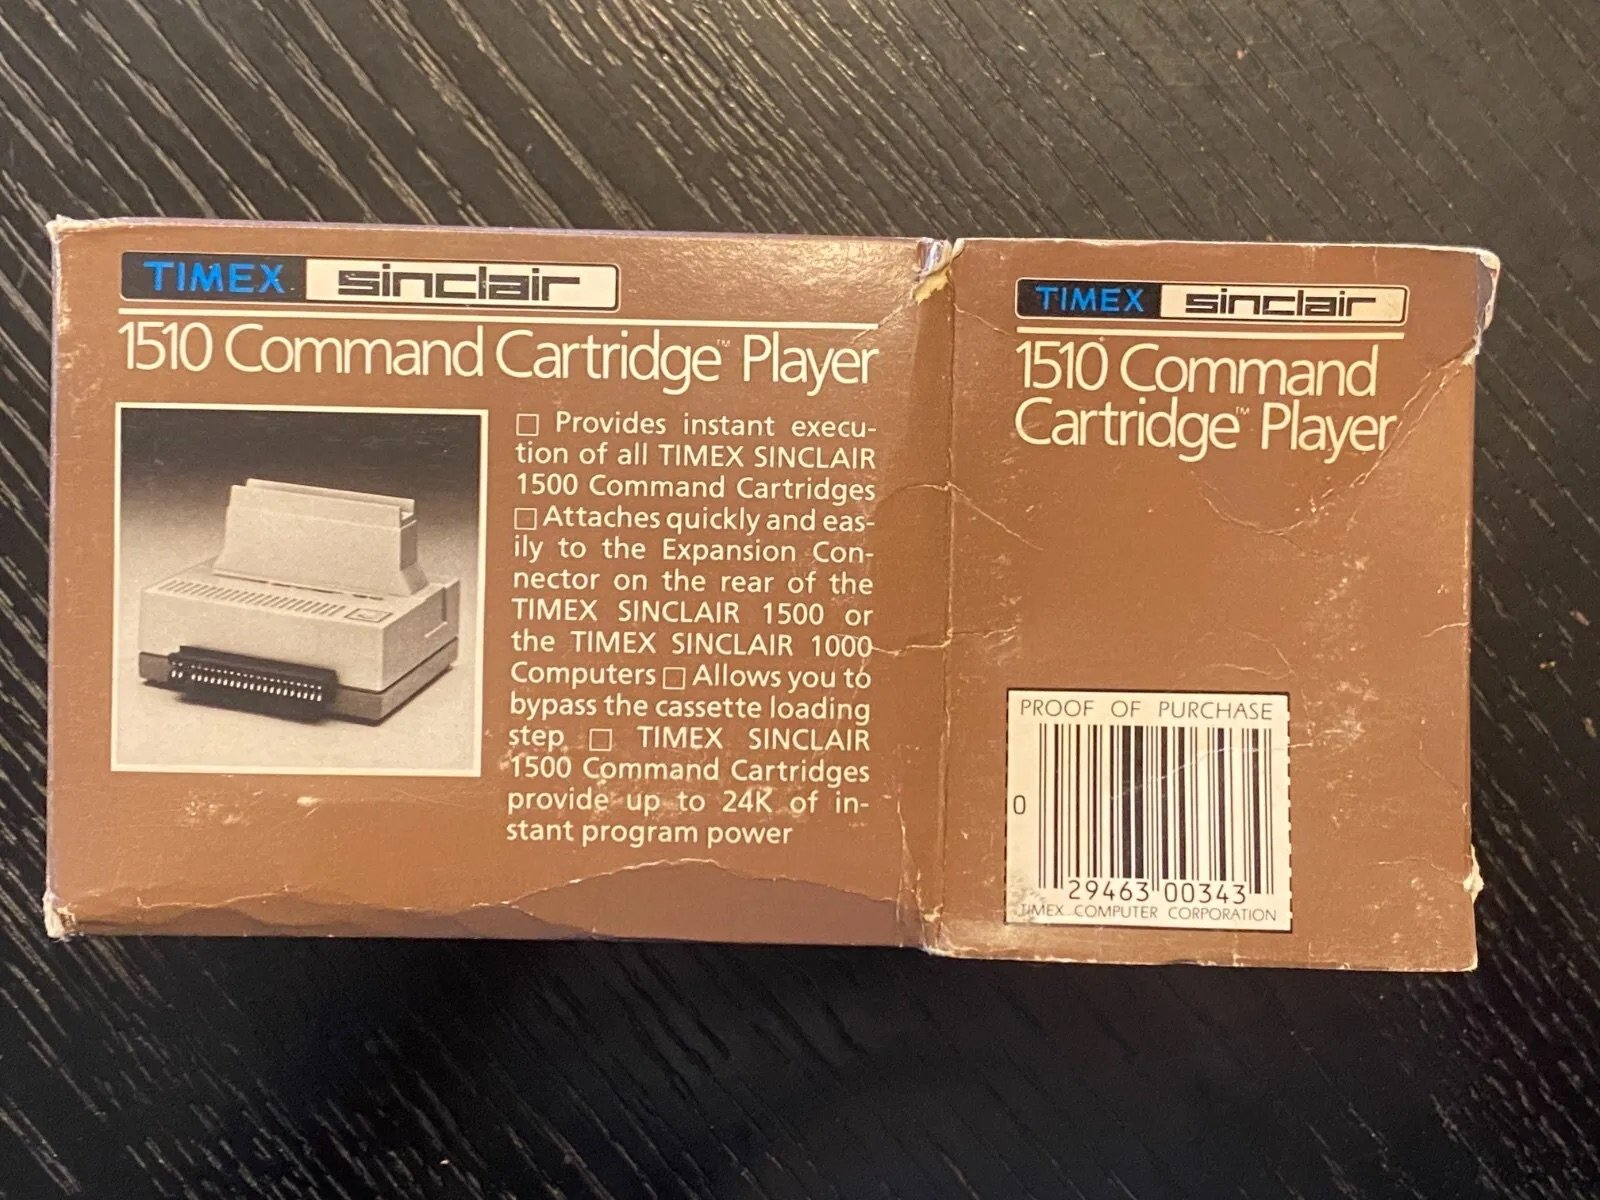 TIMEX sinclair
1510 Command Cartridge™ Player
□ Provides instant execu-
tion of all TIMEX SINCLAIR
1500 Command Cartridges
□ Attaches quickly and eas-
ily to the Expansion Con-
nector on the rear of the
TIMEX SINCLAIR 1500 or
the TIMEX SINCLAIR 1000
Computers □ Allows you to
bypass the cassette loading
step □ TIMEX SINCLAIR
1500 Command Cartridges
provide up to 24K of in-
stant program power
TIMEX sinclair
1510 Command
Cartridge™ Player
PROOF OF PURCHASE
0 29463 00343
TIMEX COMPUTER CORPORATION